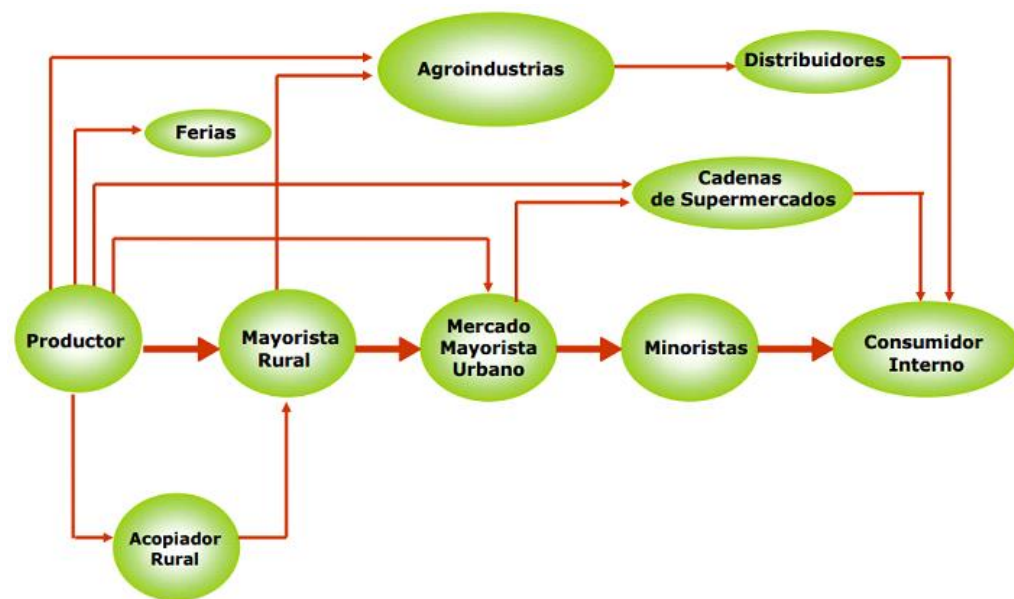 Agroindustrias
Distribuidores
Ferias
Cadenas
de Supermercados
Productor
Mayorista
Rural
Mercado
Mayorista
Urbano
Minoristas
Consumidor
Interno
Acopiador
Rural